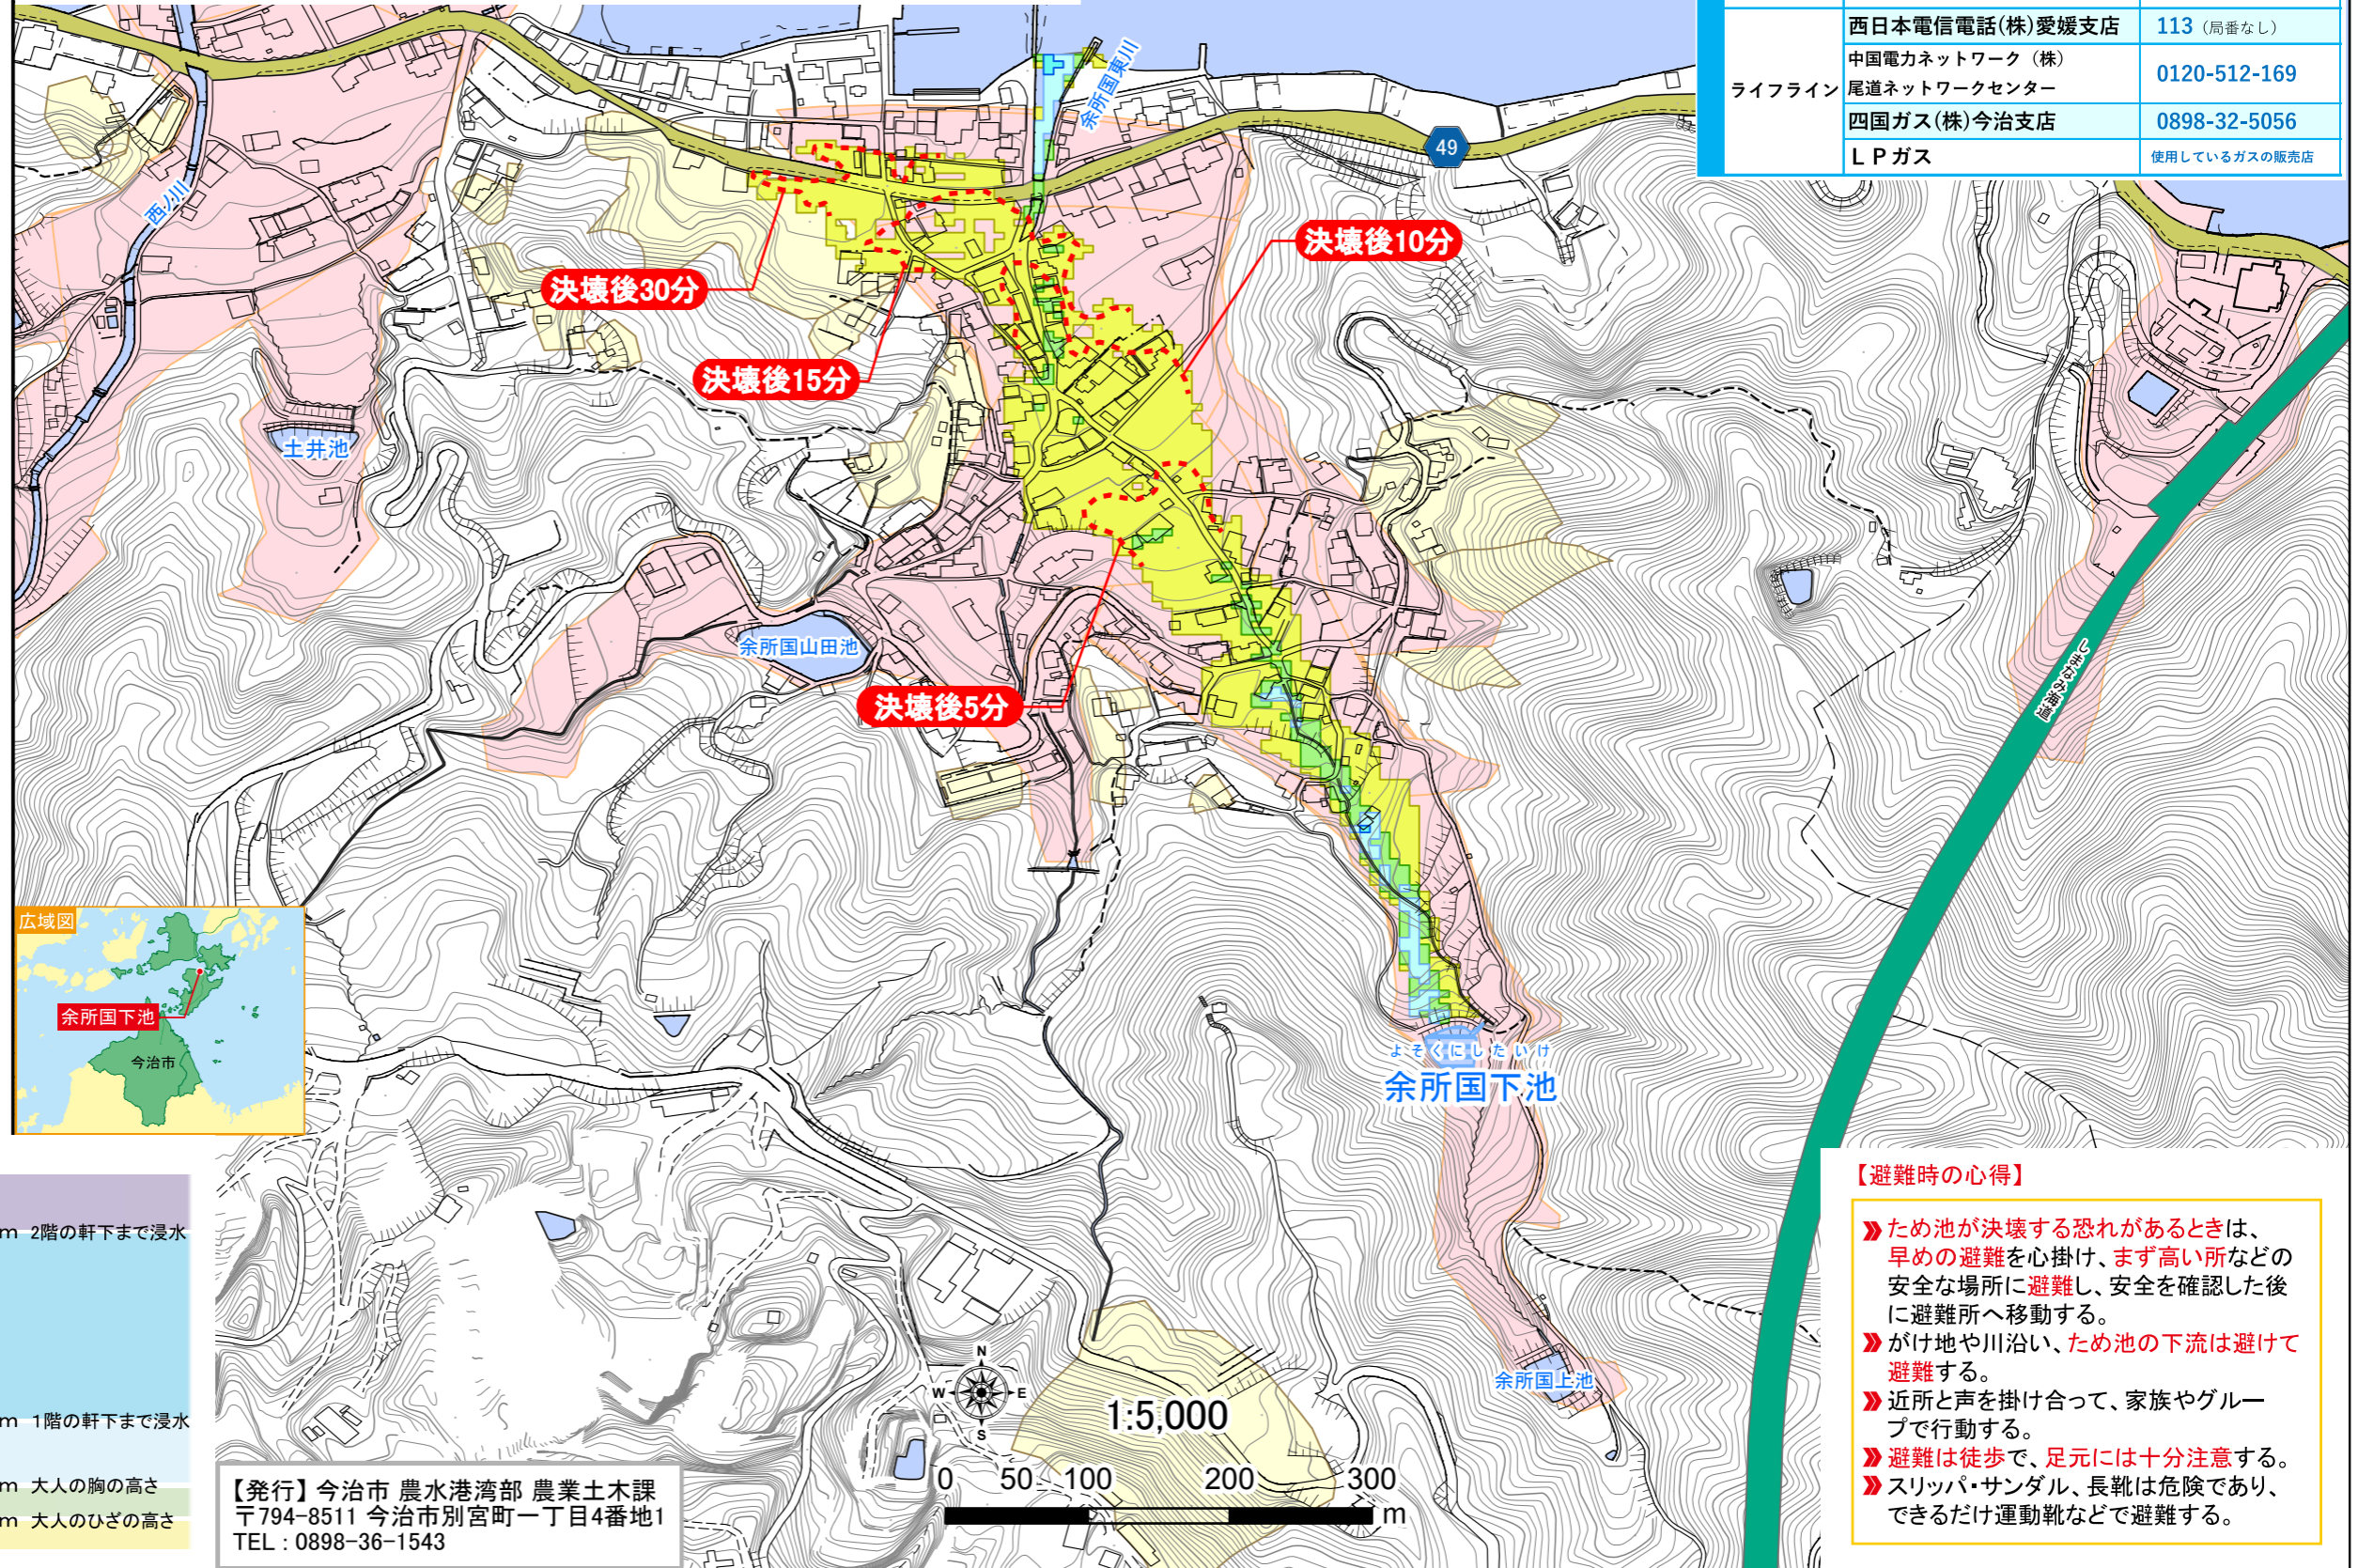 西日本電信電話(株)愛媛支店 113 (局番なし)
ライフライン
中国電力ネットワーク (株)
尾道ネットワークセンター
0120-512-169
四国ガス(株)今治支店 0898-32-5056
LPガス 使用しているガスの販売店
余所国東川
49
西ノ川
決壊後10分
決壊後30分
決壊後15分
土井池
余所国山田池
しまなみ海道
決壊後5分
広域図
余所国下池
今治市
よそくにしたいけ
余所国下池
余所国上池
m 2階の軒下まで浸水
m 1階の軒下まで浸水
m 大人の胸の高さ
m 大人のひざの高さ
【発行】今治市 農水港湾部 農業土木課
〒794-8511 今治市別宮町一丁目4番地1
TEL:0898-36-1543
N
W E
S
1:5,000
0 50 100 200 300
m
【避難時の心得】
》ため池が決壊する恐れがあるときは、
早めの避難を心掛け、まず高い所などの
安全な場所に避難し、安全を確認した後
に避難所へ移動する。
》がけ地や川沿い、ため池の下流は避けて
避難する。
》近所と声を掛け合って、家族やグルー
プで行動する。
》避難は徒歩で、足元には十分注意する。
》スリッパ・サンダル、長靴は危険であり、
できるだけ運動靴などで避難する。